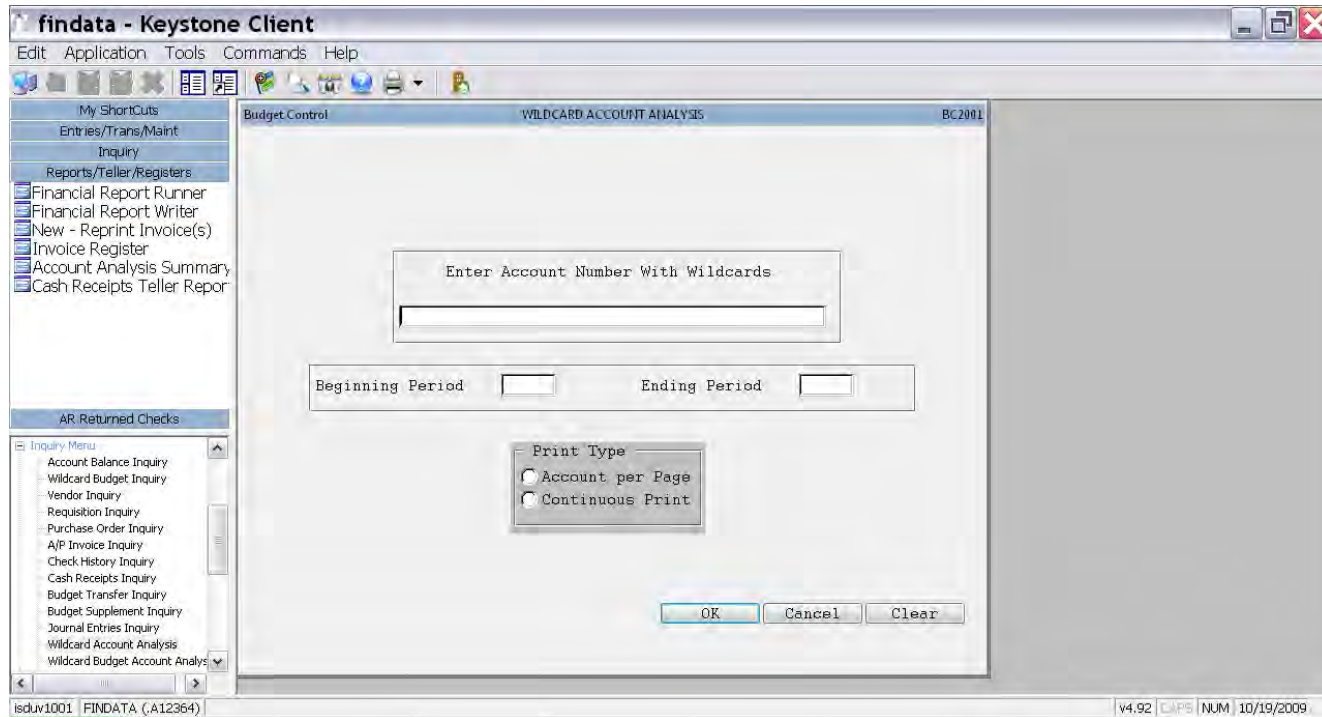 findata - Keystone Client
Edit Application Tools Commands Help
My ShortCuts
Entries/Trans/Maint
Inquiry
Reports/Teller/Registers
Financial Report Runner
Financial Report Writer
New - Reprint Invoice(s)
Invoice Register
Account Analysis Summary
Cash Receipts Teller Repor
AR Returned Checks
Inquiry Menu
Account Balance Inquiry
Wildcard Budget Inquiry
Vendor Inquiry
Requisition Inquiry
Purchase Order Inquiry
A/P Invoice Inquiry
Check History Inquiry
Cash Receipts Inquiry
Budget Transfer Inquiry
Budget Supplement Inquiry
Journal Entries Inquiry
Wildcard Account Analysis
Wildcard Budget Account Analys
Budget Control WILDCARD ACCOUNT ANALYSIS BC2001
Enter Account Number With Wildcards
Beginning Period Ending Period
Print Type
Account per Page
Continuous Print
OK Cancel Clear
isduv1001 FINDATA (.A12364) v4.92 CAPS NUM 10/19/2009